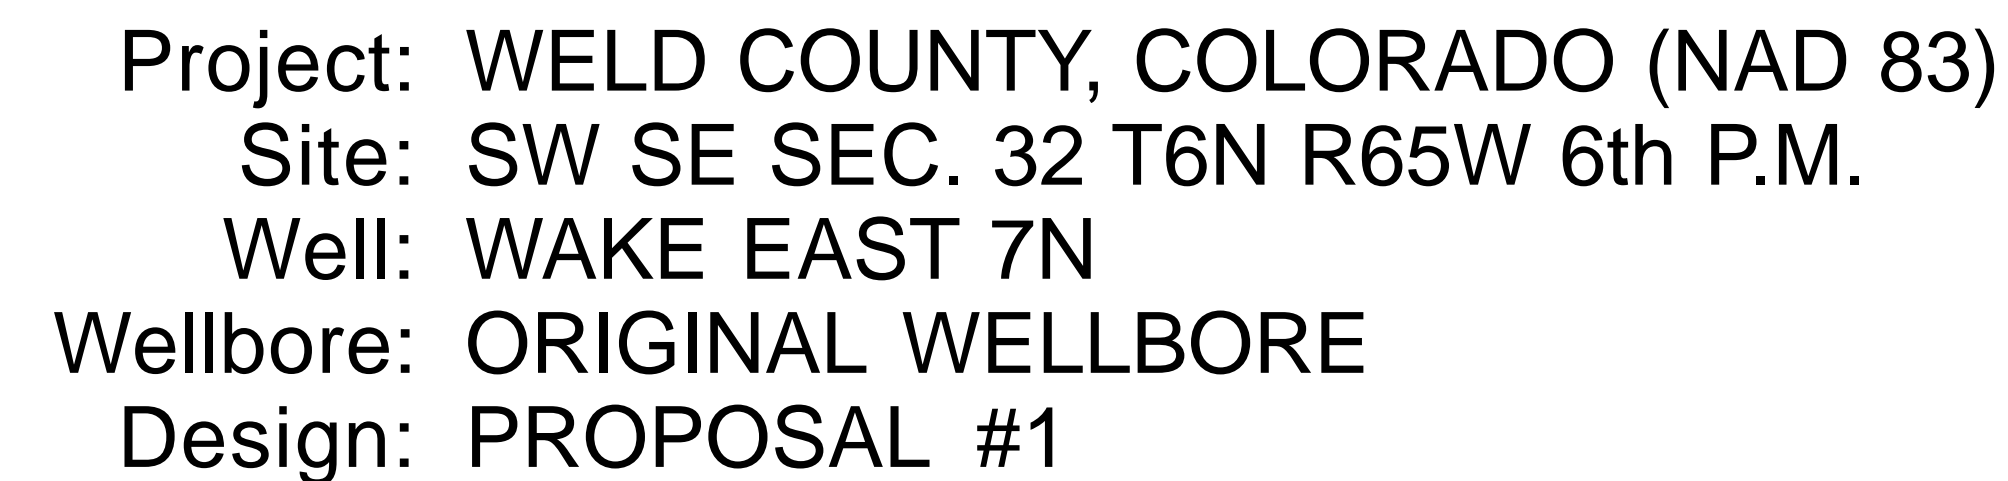 Project: WELD COUNTY, COLORADO (NAD 83)
Site: SW SE SEC. 32 T6N R65W 6th P.M.
Well: WAKE EAST 7N
Wellbore: ORIGINAL WELLBORE
Design: PROPOSAL #1